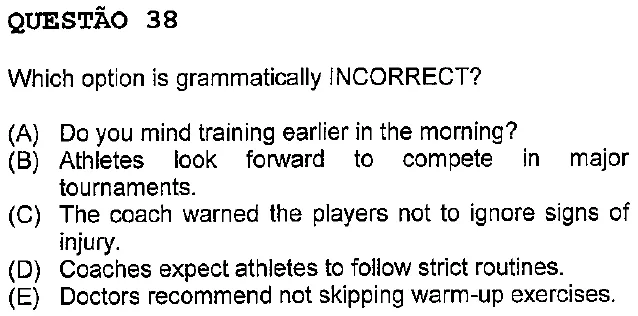 QUESTÃO 38
Which option is grammatically INCORRECT?
(A) Do you mind training earlier in the morning?
(B) Athletes look forward to compete in major
tournaments.
(C) The coach warned the players not to ignore signs of
injury.
(D) Coaches expect athletes to follow strict routines.
(E) Doctors recommend not skipping warm-up exercises.